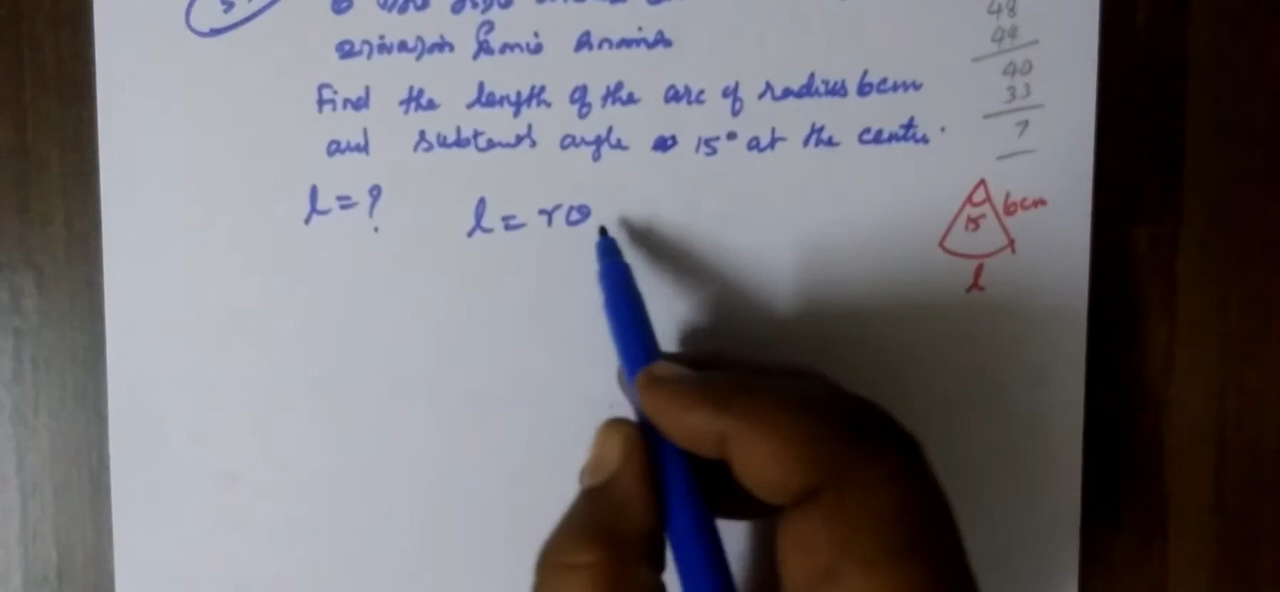 Find the length of the arc of radius 6cm
and subtends angle 15° at the centre.
l = ?
l = rθ
48
44
40
33
7
15
6cm
l